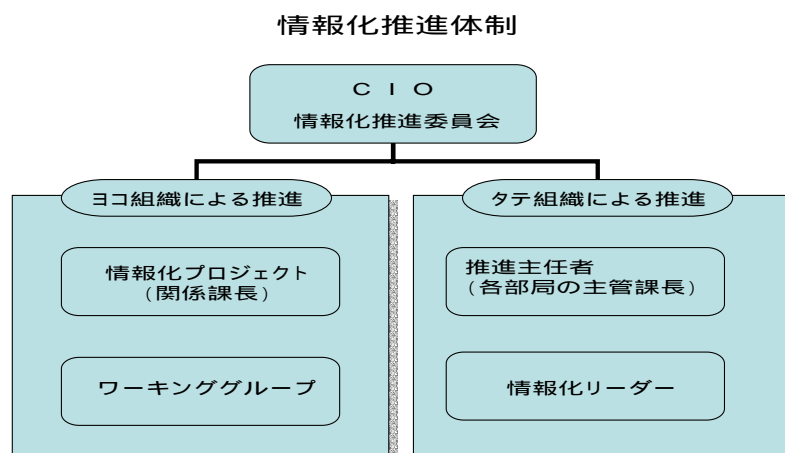 情報化推進体制
CIO
情報化推進委員会
ヨコ組織による推進
情報化プロジェクト
(関係課長)
ワーキンググループ
タテ組織による推進
推進主任者
(各部局の主管課長)
情報化リーダー